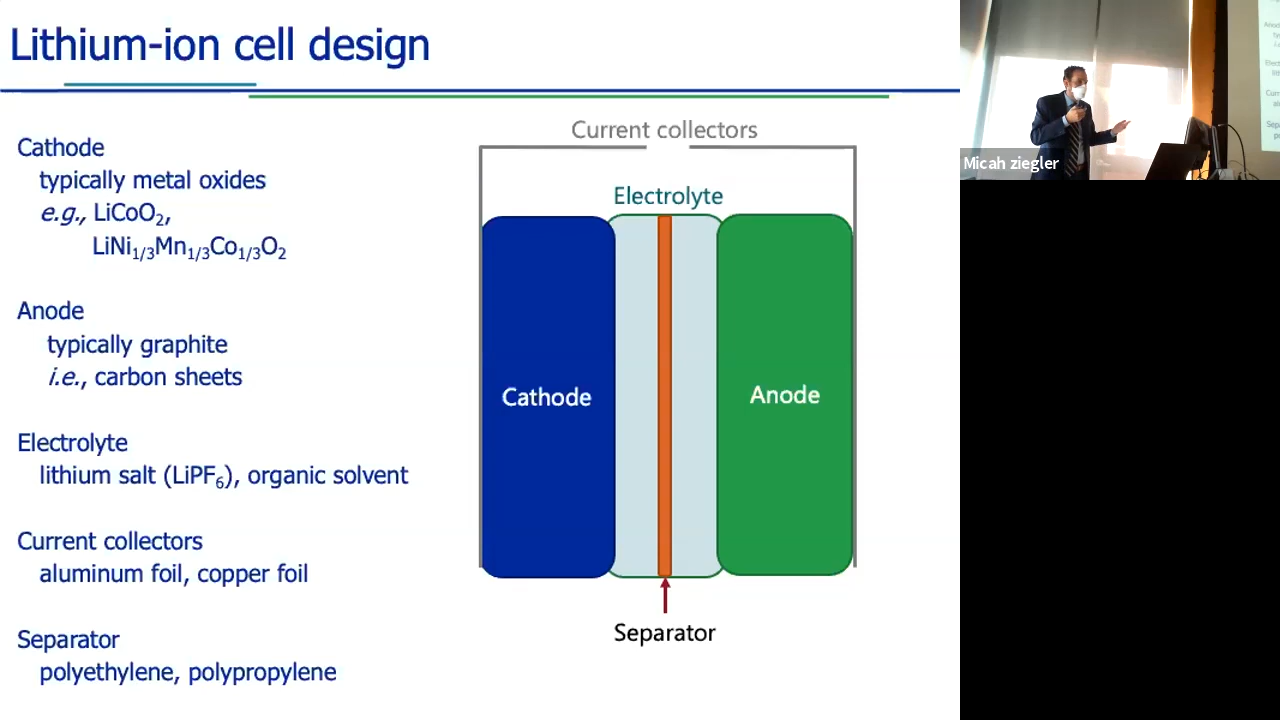 Lithium-ion cell design
Cathode
typically metal oxides
e.g., LiCoO2,
LiNi1/3Mn1/3Co1/3O2
Anode
typically graphite
i.e., carbon sheets
Electrolyte
lithium salt (LiPF6), organic solvent
Current collectors
aluminum foil, copper foil
Separator
polyethylene, polypropylene
Current collectors
Electrolyte
Cathode
Anode
Separator
Micah ziegler